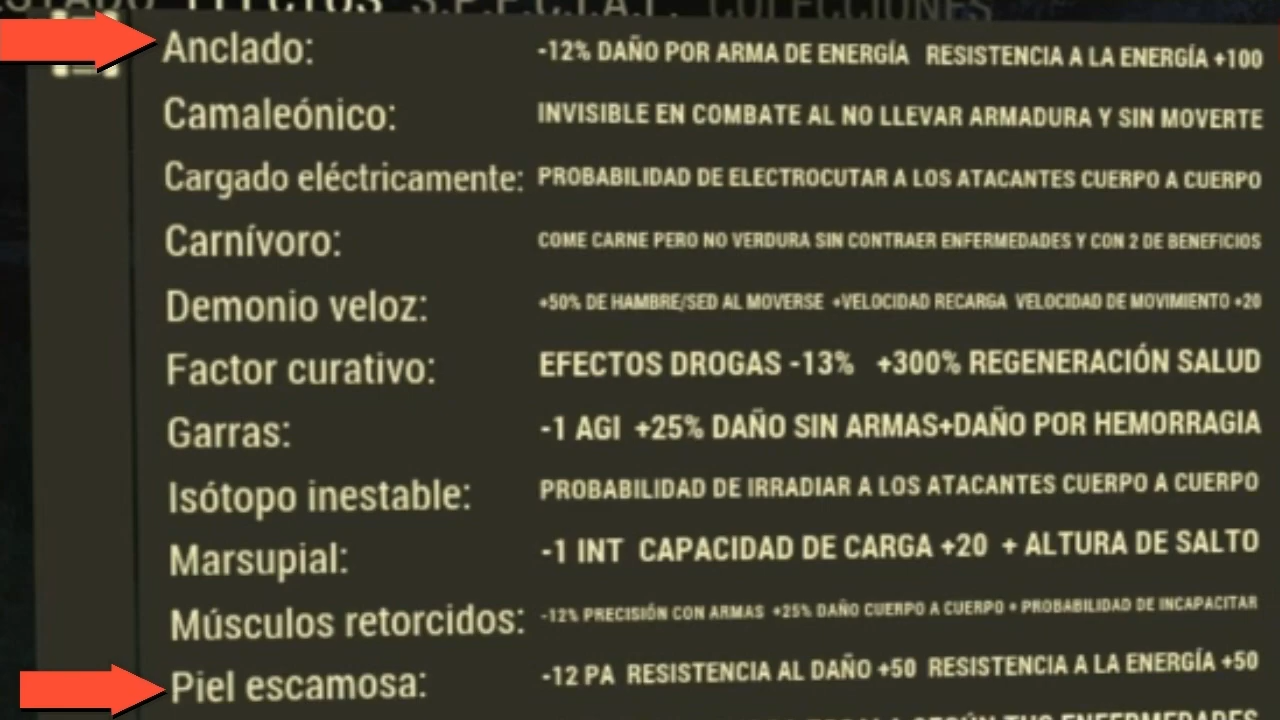 ESTADO EFECTOS S.P.E.C.I.A.L. COLECCIONES
Anclado: -12% DAÑO POR ARMA DE ENERGÍA RESISTENCIA A LA ENERGÍA +100
Camaleónico: INVISIBLE EN COMBATE AL NO LLEVAR ARMADURA Y SIN MOVERTE
Cargado eléctricamente: PROBABILIDAD DE ELECTROCUTAR A LOS ATACANTES CUERPO A CUERPO
Carnívoro: COME CARNE PERO NO VERDURA SIN CONTRAER ENFERMEDADES Y CON 2 DE BENEFICIOS
Demonio veloz: +50% DE HAMBRE/SED AL MOVERSE +VELOCIDAD RECARGA VELOCIDAD DE MOVIMIENTO +20
Factor curativo: EFECTOS DROGAS -13% +300% REGENERACIÓN SALUD
Garras: -1 AGI +25% DAÑO SIN ARMAS+DAÑO POR HEMORRAGIA
Isótopo inestable: PROBABILIDAD DE IRRADIAR A LOS ATACANTES CUERPO A CUERPO
Marsupial: -1 INT CAPACIDAD DE CARGA +20 + ALTURA DE SALTO
Músculos retorcidos: -12% PRECISIÓN CON ARMAS +25% DAÑO CUERPO A CUERPO + PROBABILIDAD DE INCAPACITAR
Piel escamosa: -12 PA RESISTENCIA AL DAÑO +50 RESISTENCIA A LA ENERGÍA +50
SEGÚN TUS ENFERMEDADES